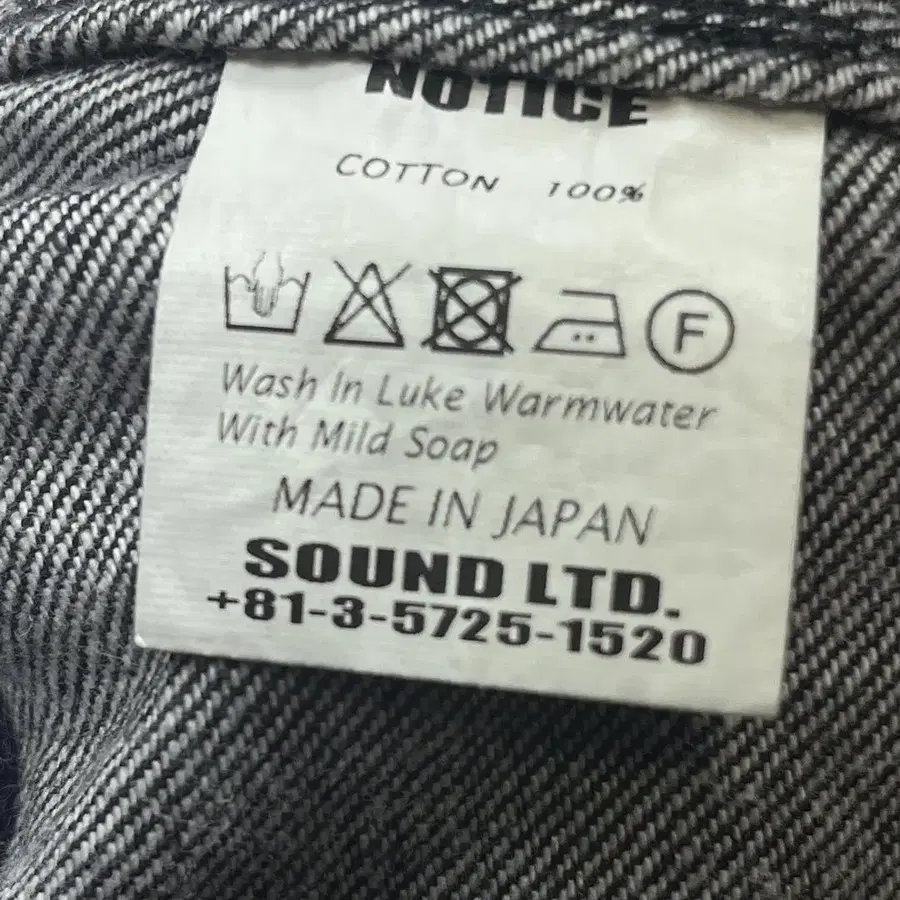 NOTICE
COTTON 100%
F
Wash In Luke Warmwater
With Mild Soap
MADE IN JAPAN
SOUND LTD.
+81-3-5725-1520